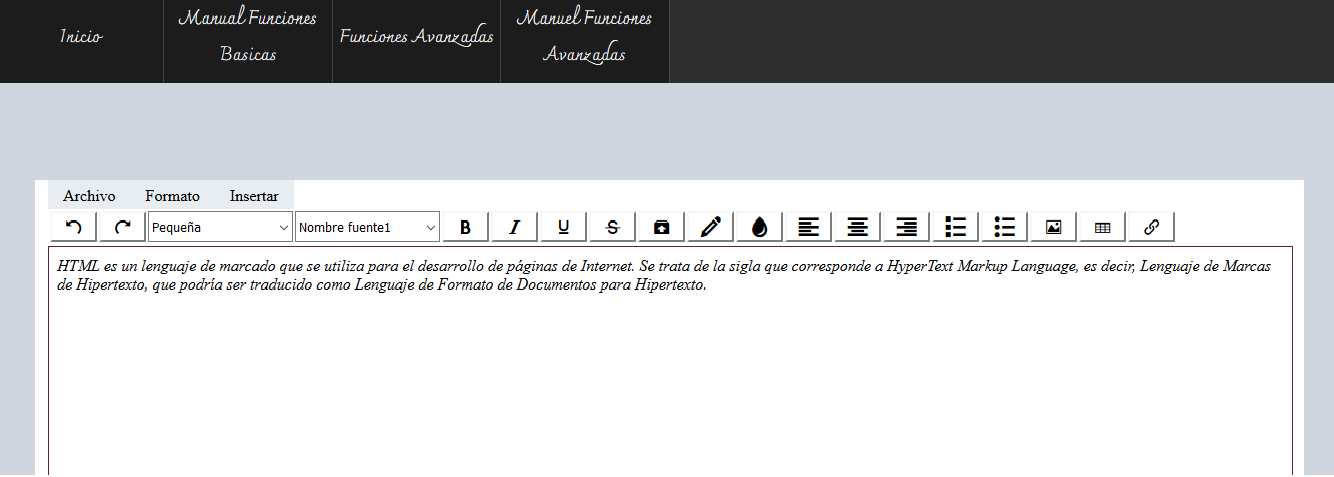 Inicio
Manual Funciones
Basicas
Funciones Avanzadas
Manuel Funciones
Avanzadas
Archivo Formato Insertar
Pequeña Nombre fuente1 B I U S
HTML es un lenguaje de marcado que se utiliza para el desarrollo de páginas de Internet. Se trata de la sigla que corresponde a HyperText Markup Language, es decir, Lenguaje de Marcas
de Hipertexto, que podría ser traducido como Lenguaje de Formato de Documentos para Hipertexto.